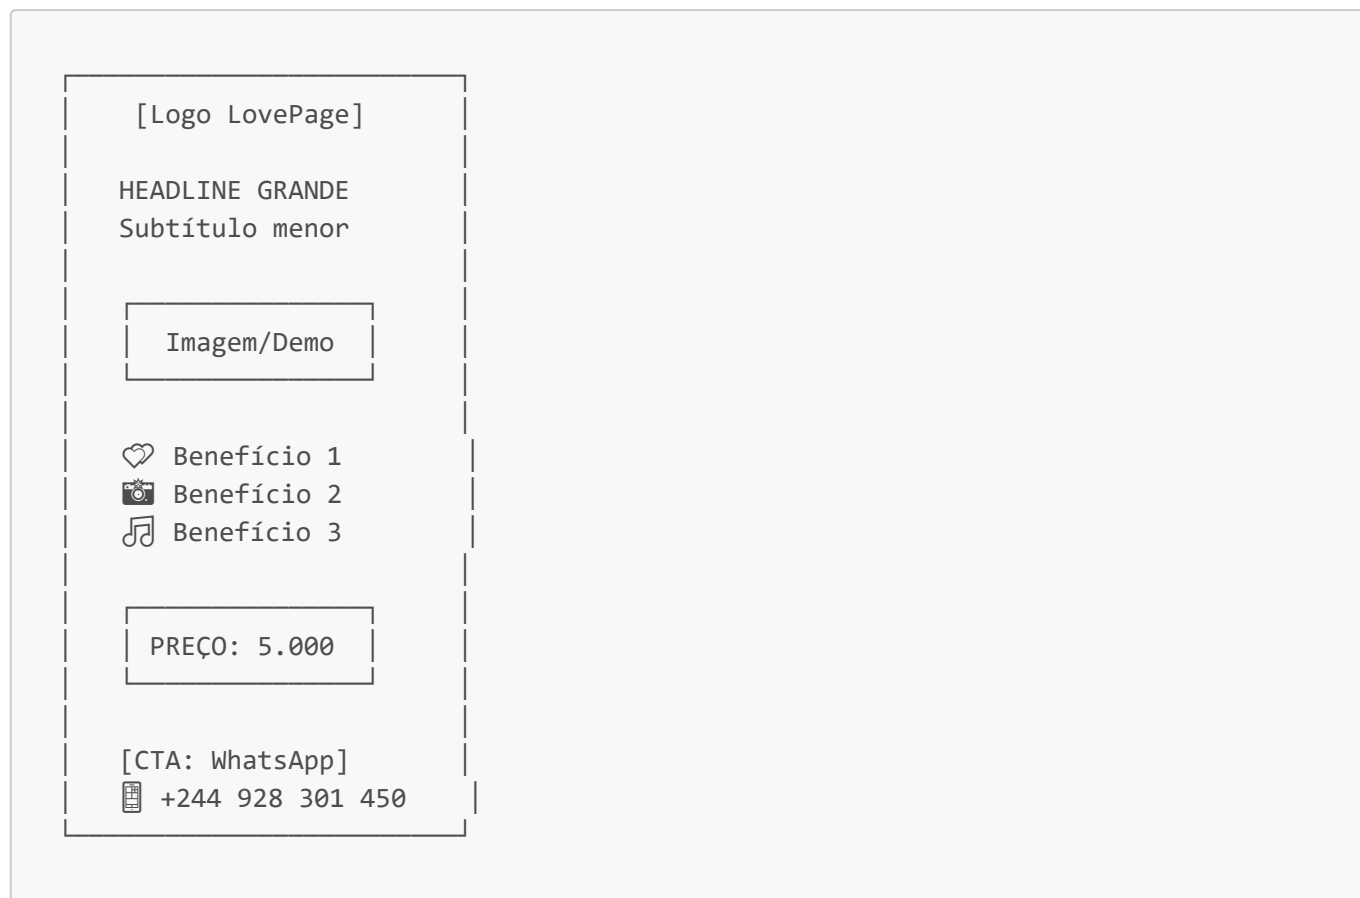 [Logo LovePage]
HEADLINE GRANDE
Subtítulo menor
Imagem/Demo
💕 Benefício 1
📸 Benefício 2
🎵 Benefício 3
PREÇO: 5.000
[CTA: WhatsApp]
📱 +244 928 301 450